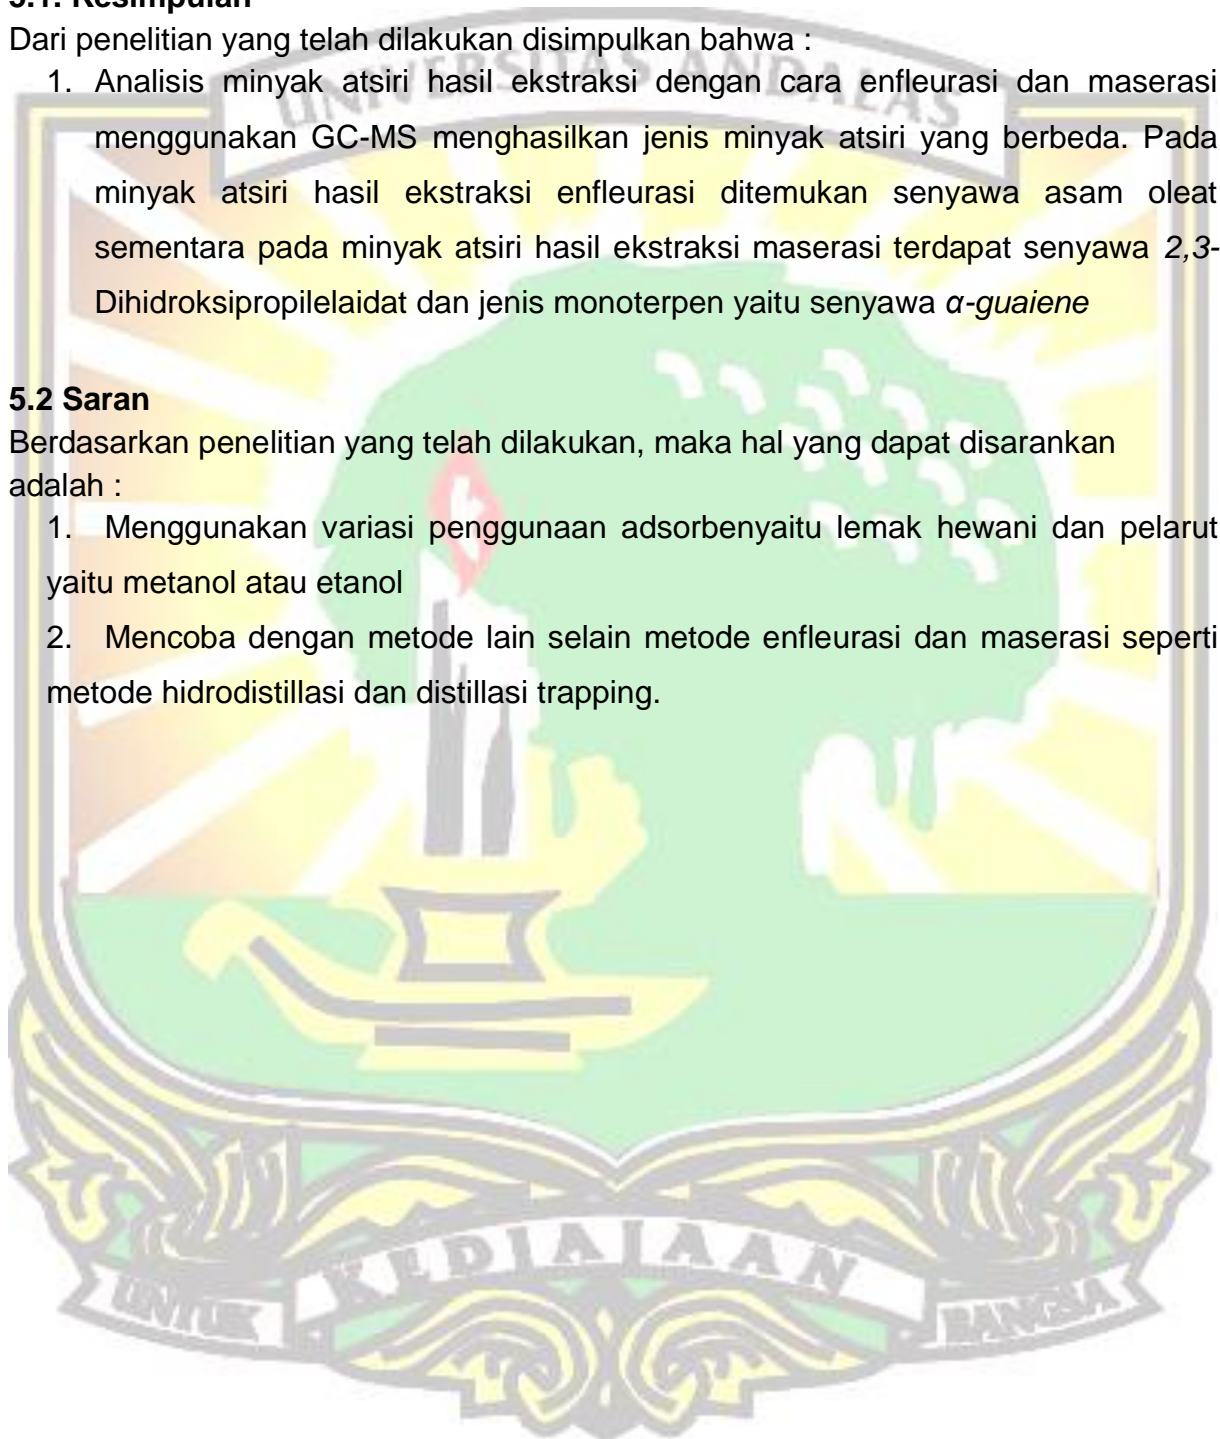 5.1. Kesimpulan
Dari penelitian yang telah dilakukan disimpulkan bahwa :
UNIVERSITAS ANDALAS
1. Analisis minyak atsiri hasil ekstraksi dengan cara enfleurasi dan maserasi
menggunakan GC-MS menghasilkan jenis minyak atsiri yang berbeda. Pada
minyak atsiri hasil ekstraksi enfleurasi ditemukan senyawa asam oleat
sementara pada minyak atsiri hasil ekstraksi maserasi terdapat senyawa 2,3-
Dihidroksipropilelaidat dan jenis monoterpen yaitu senyawa α-guaiene
5.2 Saran
Berdasarkan penelitian yang telah dilakukan, maka hal yang dapat disarankan
adalah :
1. Menggunakan variasi penggunaan adsorbenyaitu lemak hewani dan pelarut
yaitu metanol atau etanol
2. Mencoba dengan metode lain selain metode enfleurasi dan maserasi seperti
metode hidrodistillasi dan distillasi trapping.
UNTUK KEDJAJAAN BANGSA